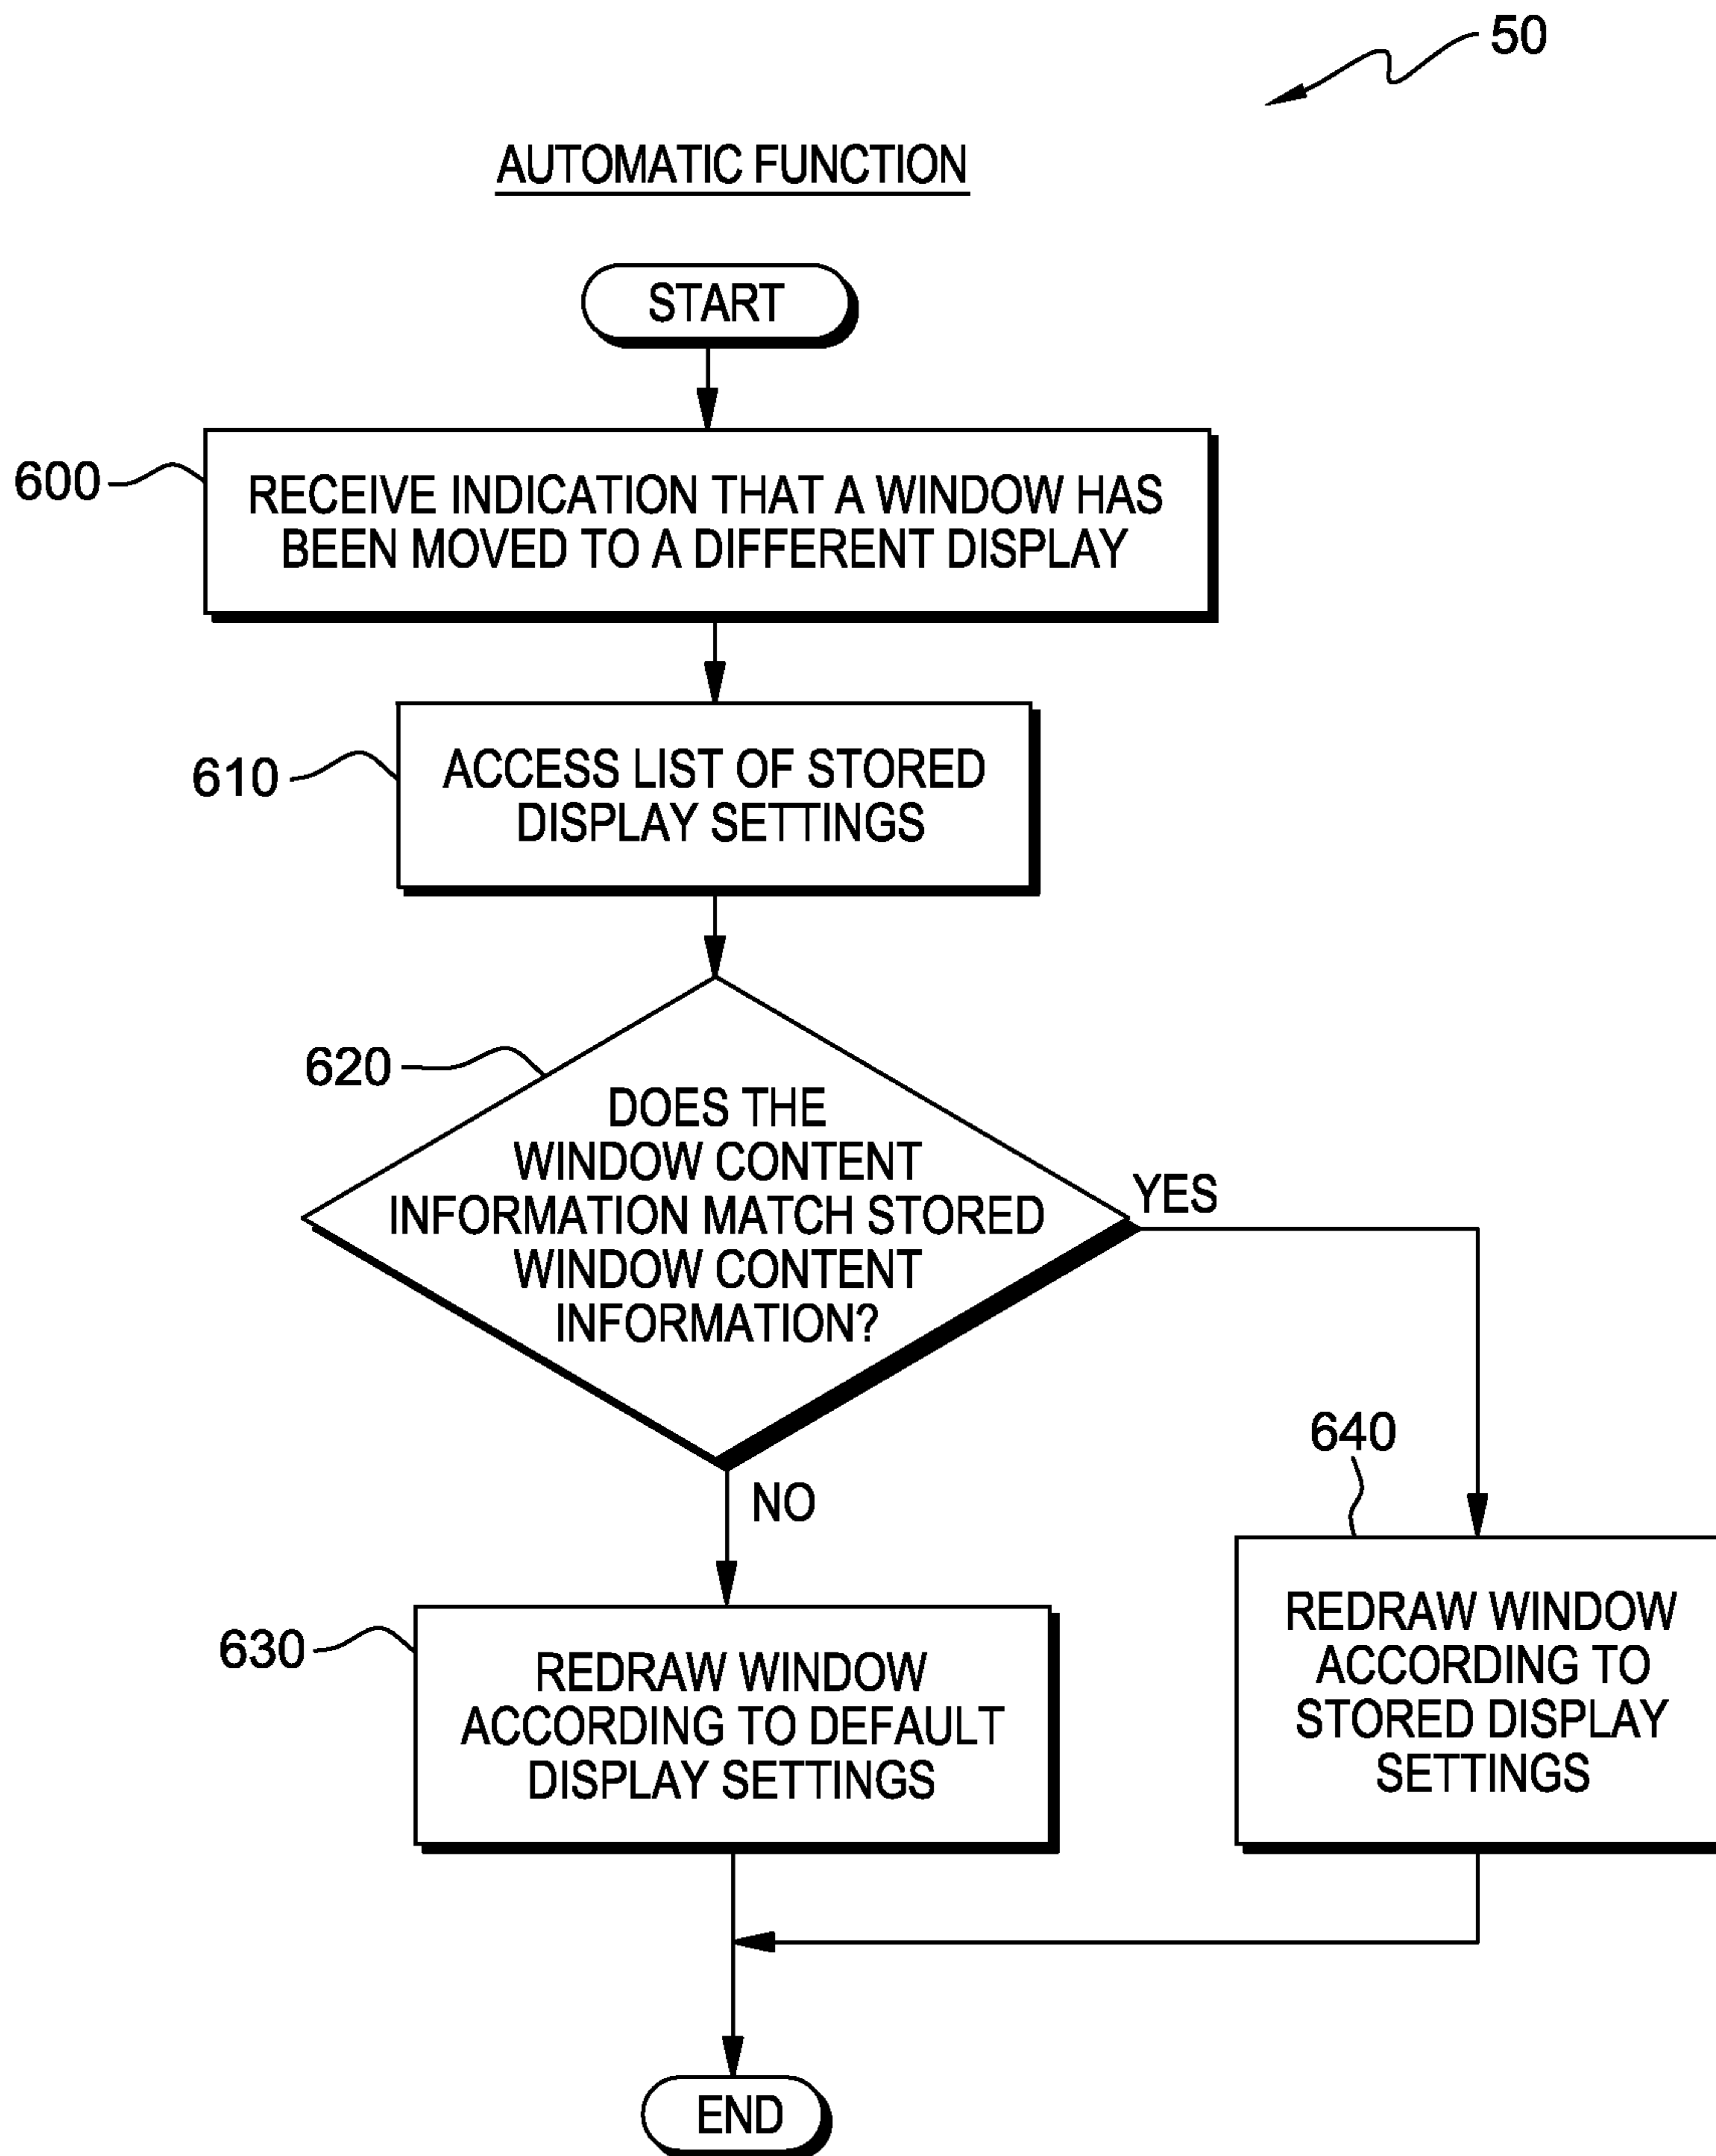 50
AUTOMATIC FUNCTION
START
600
RECEIVE INDICATION THAT A WINDOW HAS
BEEN MOVED TO A DIFFERENT DISPLAY
610
ACCESS LIST OF STORED
DISPLAY SETTINGS
620
DOES THE
WINDOW CONTENT
INFORMATION MATCH STORED
WINDOW CONTENT
INFORMATION?
YES
NO
640
REDRAW WINDOW
ACCORDING TO
STORED DISPLAY
SETTINGS
630
REDRAW WINDOW
ACCORDING TO DEFAULT
DISPLAY SETTINGS
END